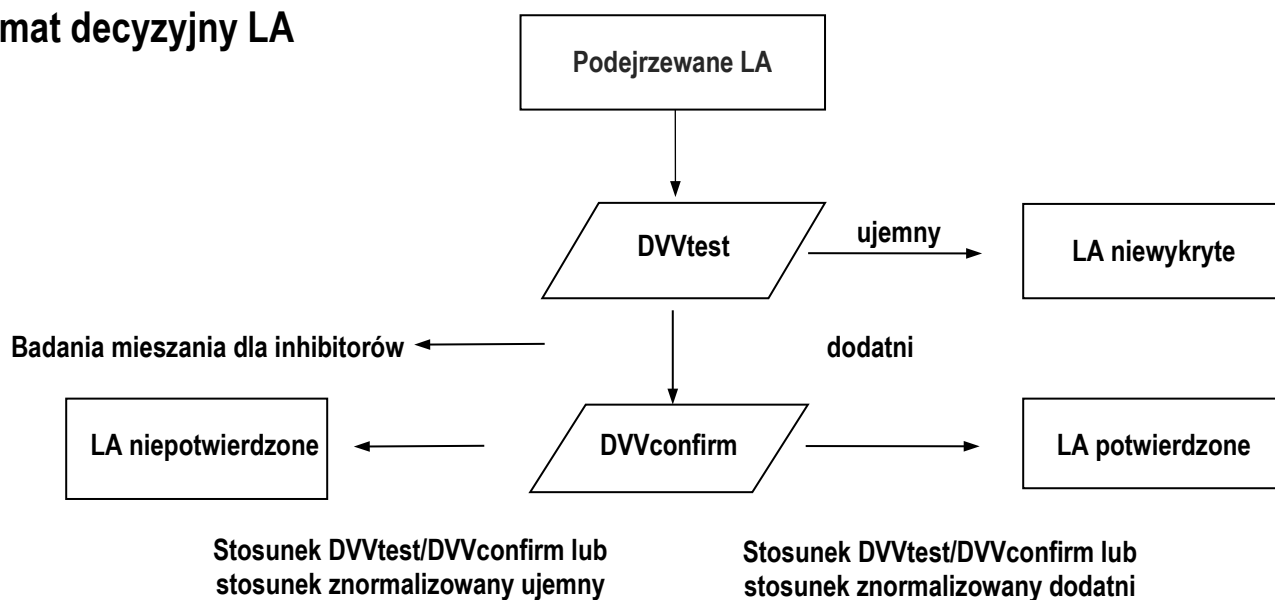 mat decyzyjny LA
Podejrzewane LA
DVVtest
ujemny
LA niewykryte
Badania mieszania dla inhibitorów
dodatni
LA niepotwierdzone
DVVconfirm
LA potwierdzone
Stosunek DVVtest/DVVconfirm lub
stosunek znormalizowany ujemny
Stosunek DVVtest/DVVconfirm lub
stosunek znormalizowany dodatni